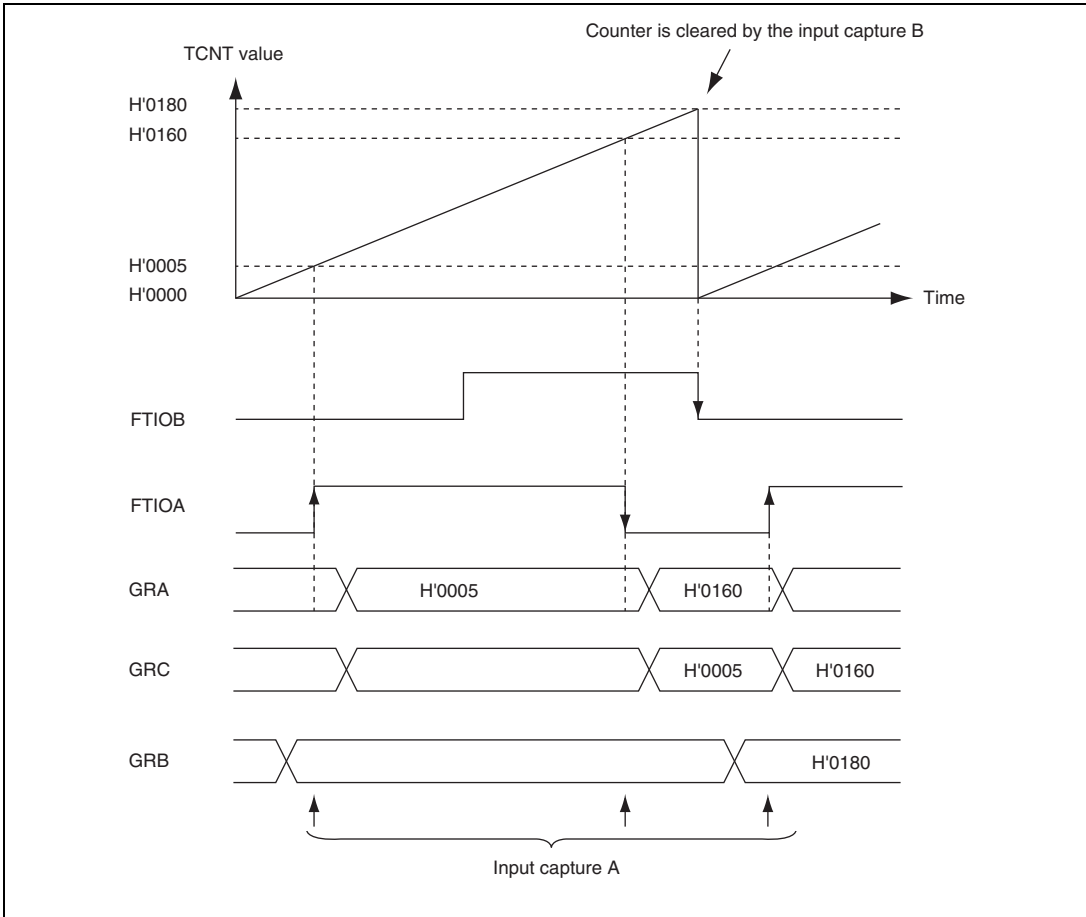 Counter is cleared by the input capture B
TCNT value
H'0180
H'0160
H'0005
H'0000
Time
FTIOB
FTIOA
GRA
H'0005
H'0160
GRC
H'0005
H'0160
GRB
H'0180
Input capture A